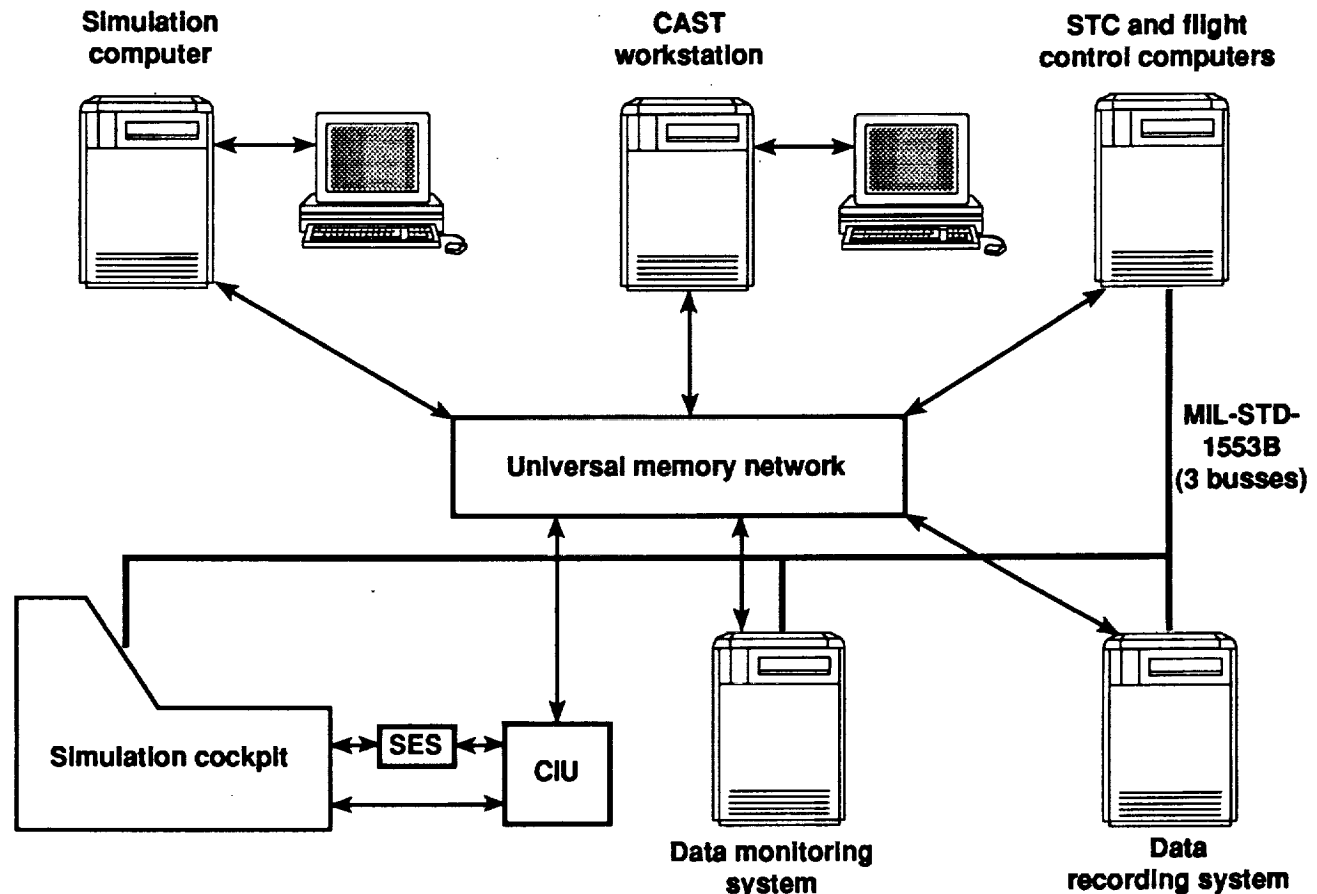 Simulation
computer
CAST
workstation
STC and flight
control computers
Universal memory network
MIL-STD-
1553B
(3 busses)
Simulation cockpit
SES
CIU
Data monitoring
system
Data
recording system